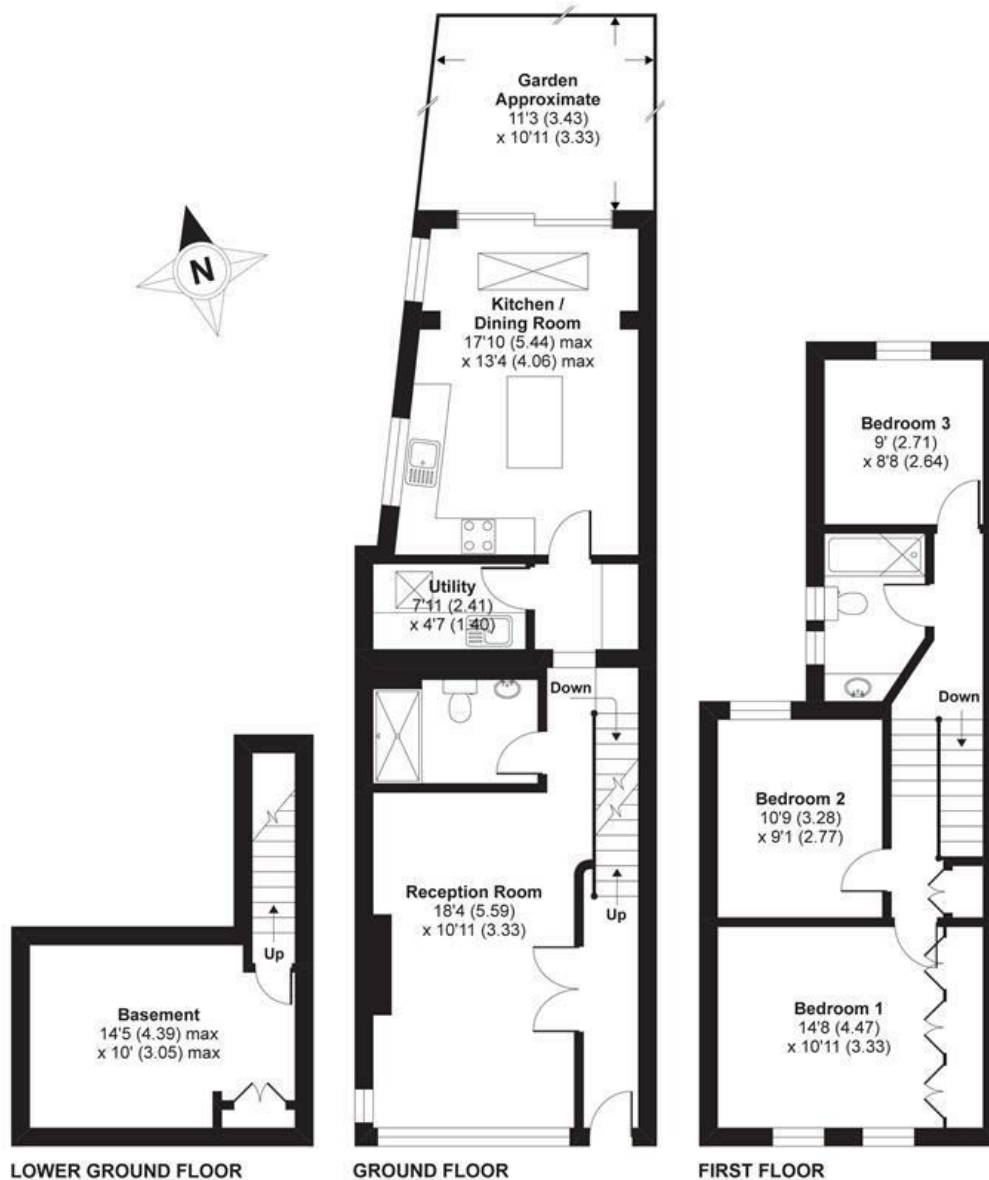 Garden
Approximate
11'3 (3.43)
x 10'11 (3.33)
N
Kitchen /
Dining Room
17'10 (5.44) max
x 13'4 (4.06) max
Utility
7'11 (2.41)
x 4'7 (1.40)
Down
Reception Room
18'4 (5.59)
x 10'11 (3.33)
Up
Basement
14'5 (4.39) max
x 10' (3.05) max
Up
Bedroom 3
9' (2.71)
x 8'8 (2.64)
Down
Bedroom 2
10'9 (3.28)
x 9'1 (2.77)
Bedroom 1
14'8 (4.47)
x 10'11 (3.33)
LOWER GROUND FLOOR
GROUND FLOOR
FIRST FLOOR